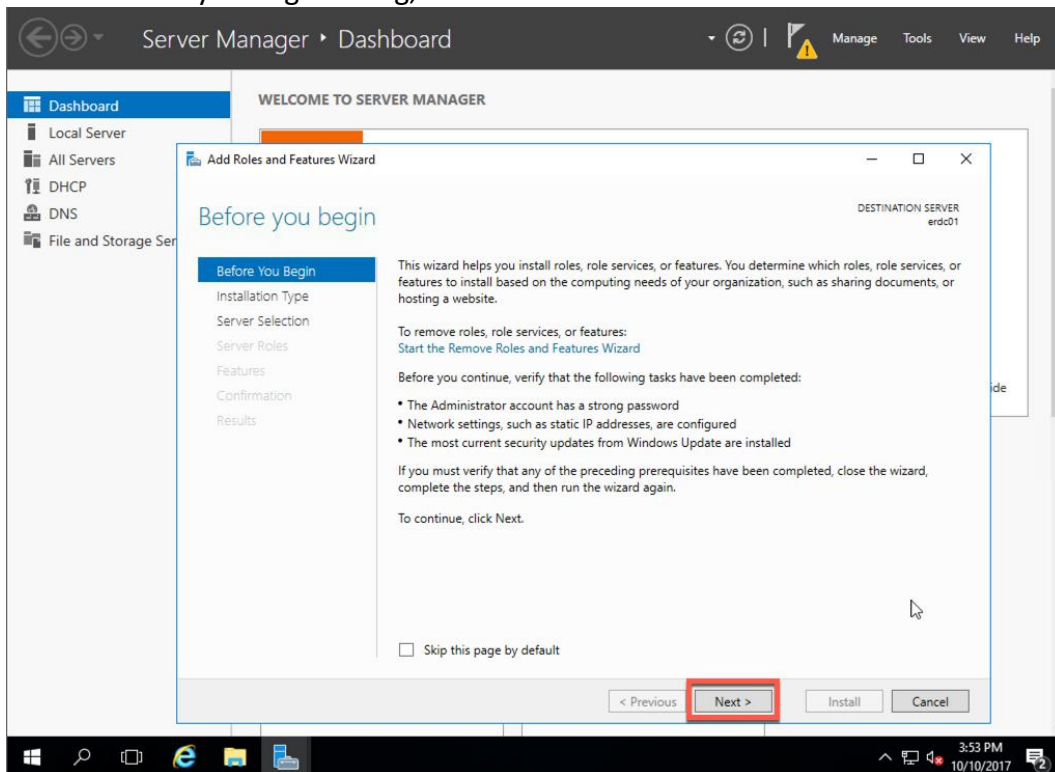 Server Manager ‣ Dashboard
Manage Tools View Help
Dashboard
Local Server
All Servers
DHCP
DNS
File and Storage Ser
WELCOME TO SERVER MANAGER
Add Roles and Features Wizard
Before you begin
DESTINATION SERVER
erdc01
Before You Begin
Installation Type
Server Selection
Server Roles
Features
Confirmation
Results
This wizard helps you install roles, role services, or features. You determine which roles, role services, or
features to install based on the computing needs of your organization, such as sharing documents, or
hosting a website.
To remove roles, role services, or features:
Start the Remove Roles and Features Wizard
Before you continue, verify that the following tasks have been completed:
• The Administrator account has a strong password
• Network settings, such as static IP addresses, are configured
• The most current security updates from Windows Update are installed
If you must verify that any of the preceding prerequisites have been completed, close the wizard,
complete the steps, and then run the wizard again.
To continue, click Next.
Skip this page by default
< Previous Next > Install Cancel
ide
3:53 PM
10/10/2017
2